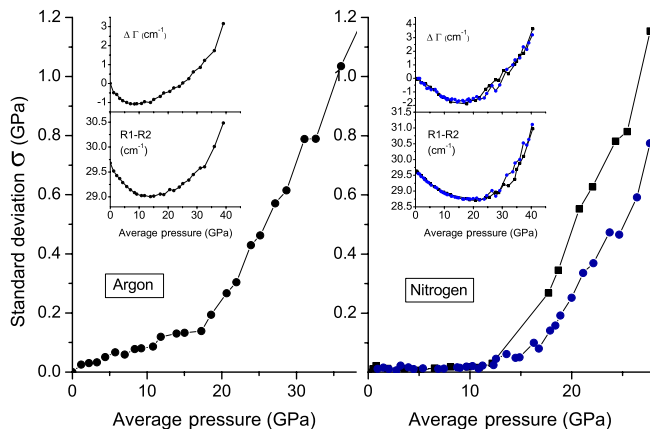 Standard deviation σ (GPa)
1.2
1.0
0.8
0.6
0.4
0.2
0.0
0
10
20
30
Average pressure (GPa)
Argon
Δ Γ (cm⁻¹)
3
2
1
0
-1
R1-R2
(cm⁻¹)
30.5
30.0
29.5
29.0
0 10 20 30 40
Average pressure (GPa)
1.2
1.0
0.8
0.6
0.4
0.2
0.0
0
10
20
Average pressure (GPa)
Nitrogen
Δ Γ (cm⁻¹)
4
3
2
1
0
-1
-2
R1-R2
(cm⁻¹)
31.0
30.5
30.0
29.5
29.0
28.5
0 10 20 30 40
Average pressure (GPa)